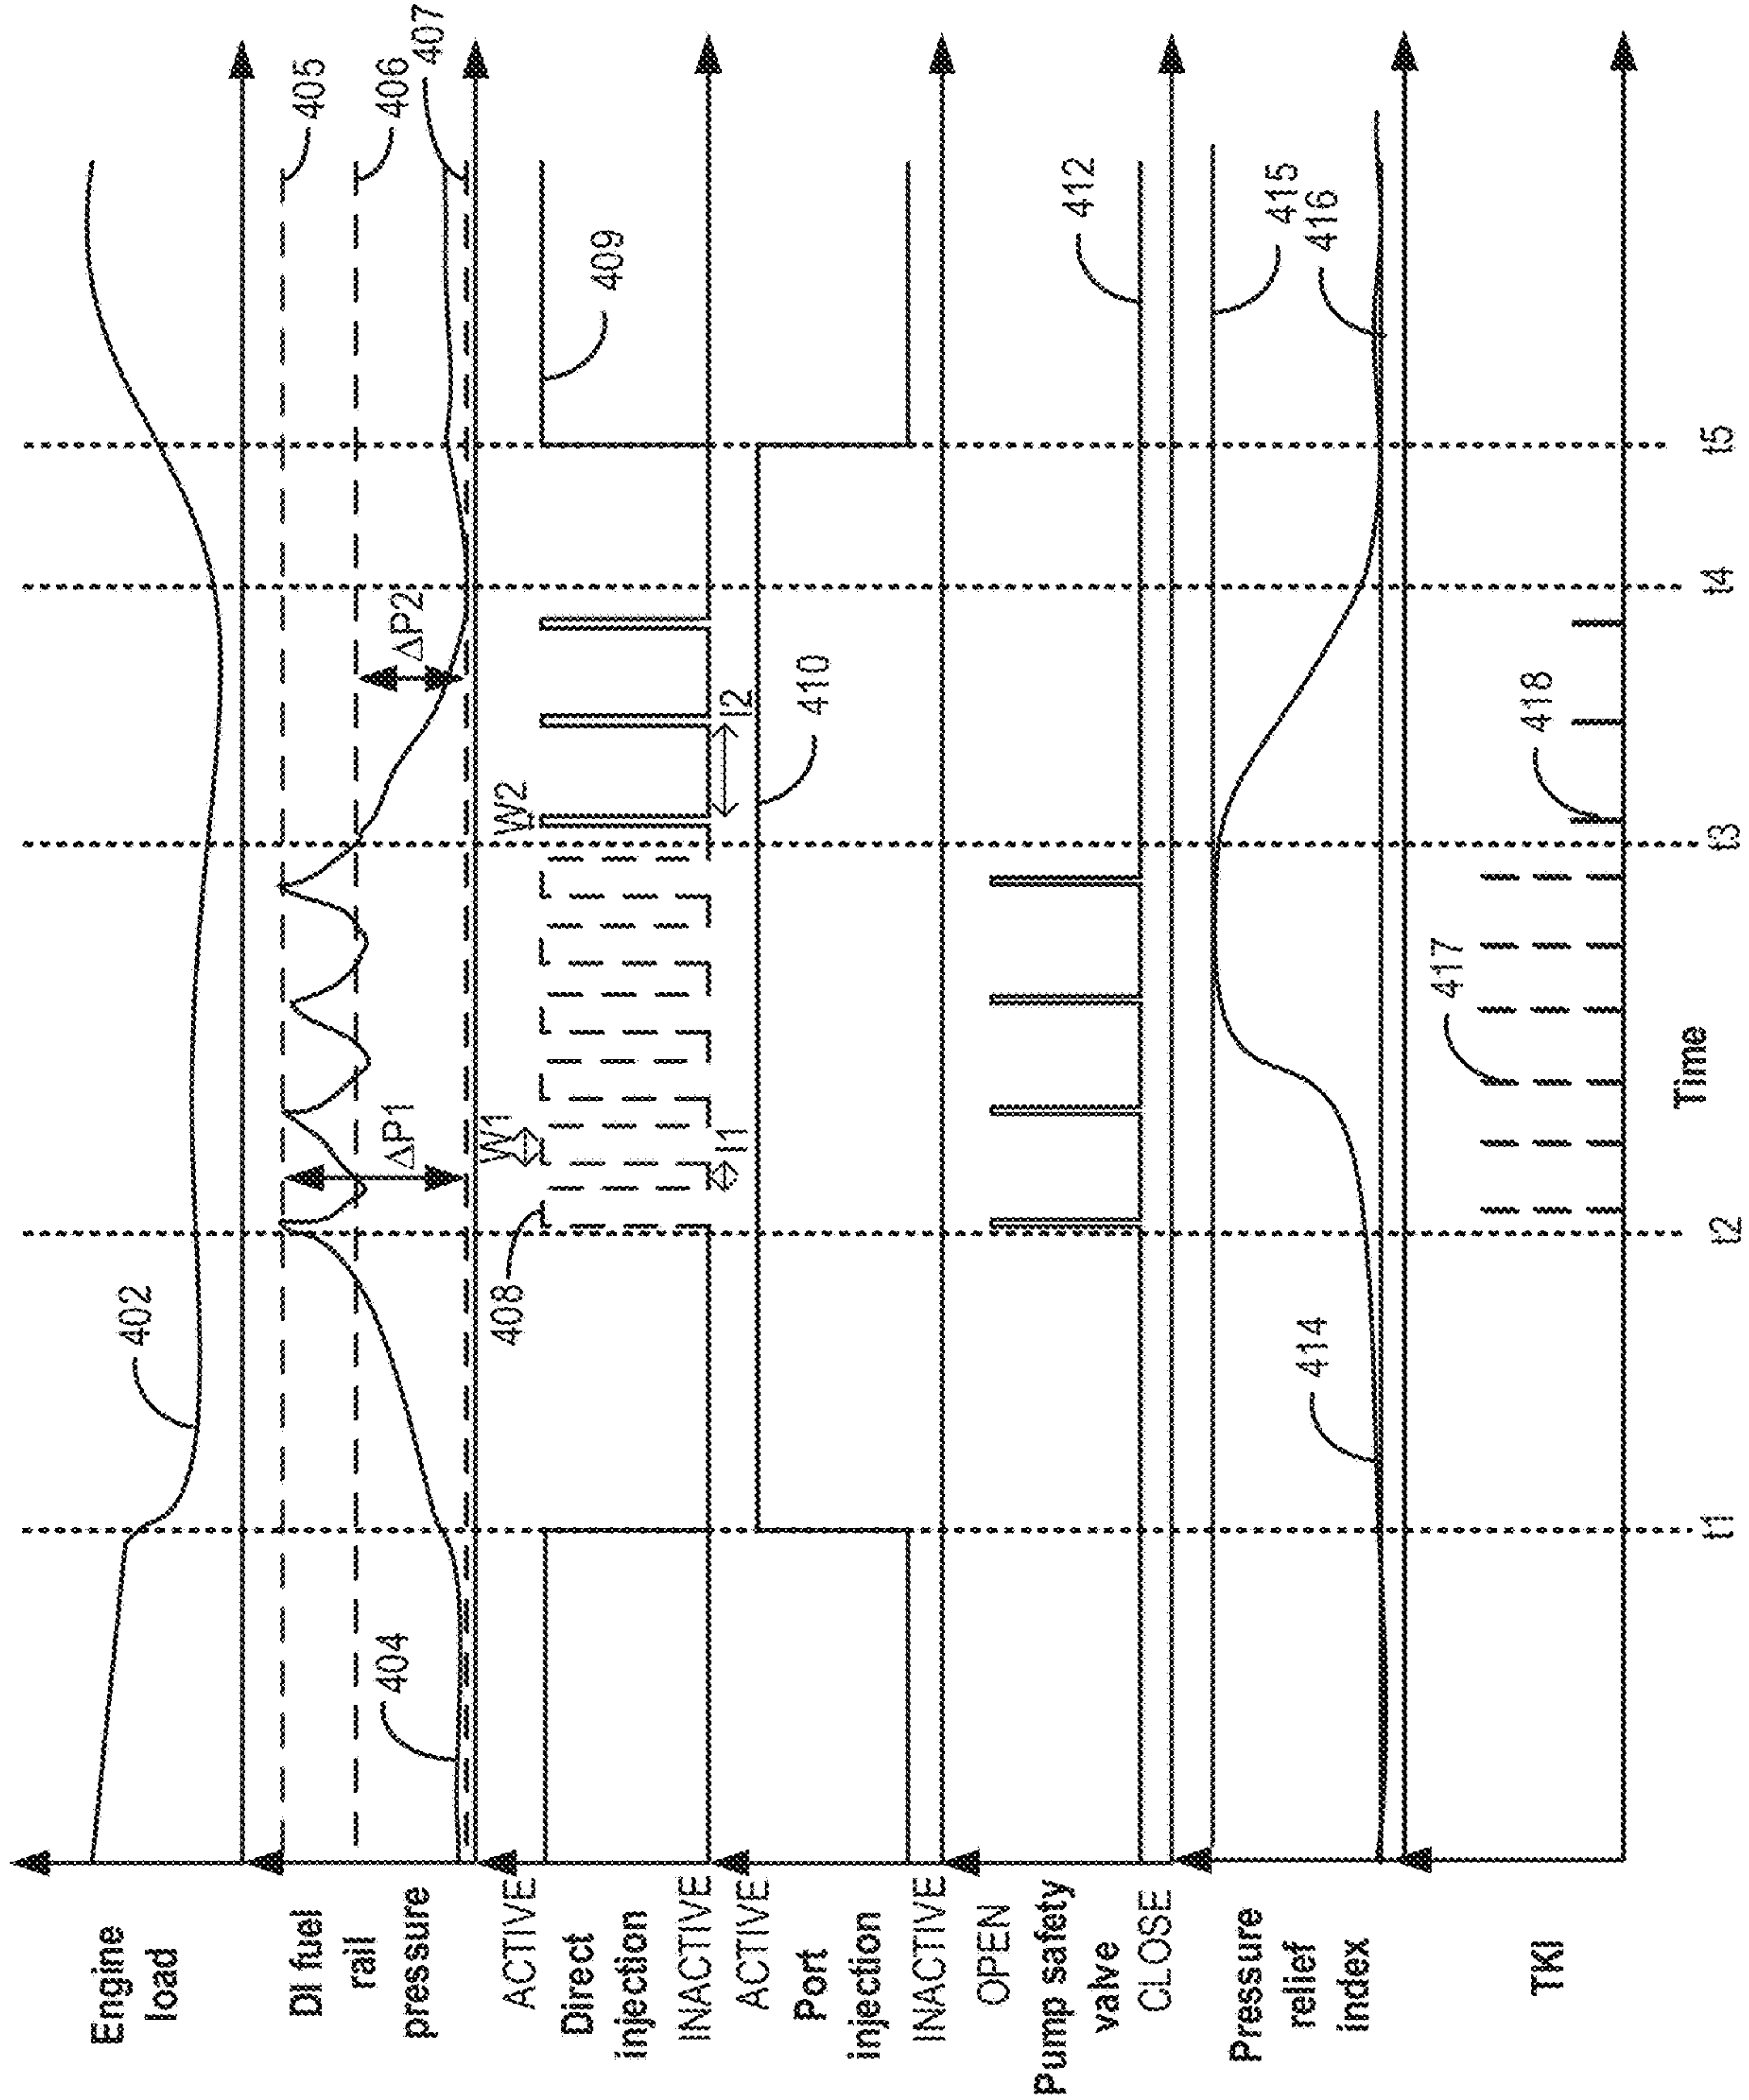 Engine
load
402
DI fuel
rail
pressure
404
405
406
407
ΔP1
ΔP2
ACTIVE
Direct
injection
INACTIVE
408
W1
I1
W2
I2
409
ACTIVE
Port
injection
INACTIVE
410
OPEN
Pump safety
valve
CLOSE
412
Pressure
relief
index
414
415
416
TKI
417
418
t1
t2
t3
t4
t5
Time